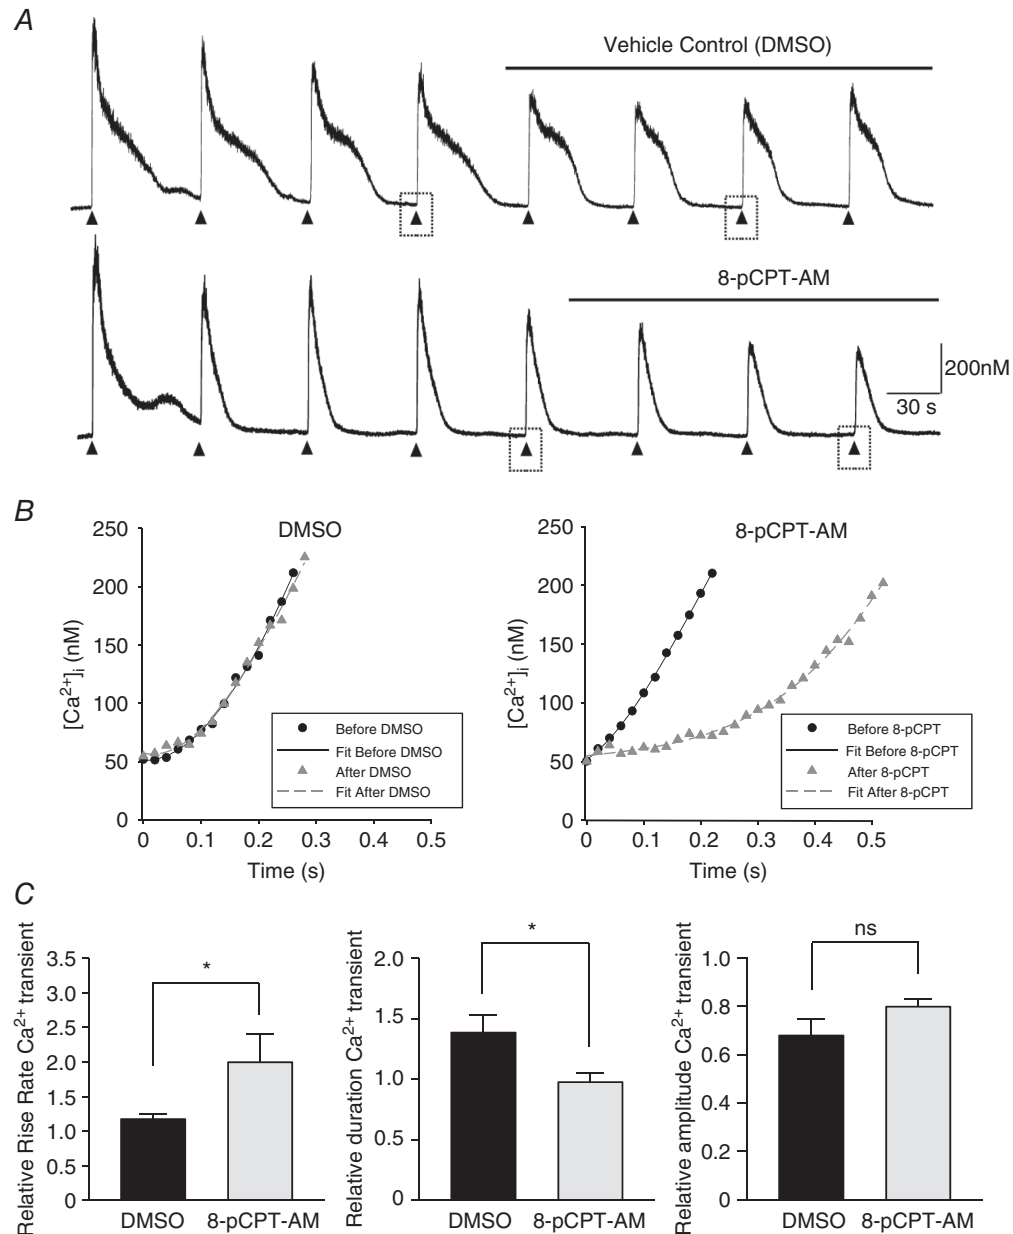 A
Vehicle Control (DMSO)
8-pCPT-AM
200nM
30 s
B
DMSO
250
200
150
100
50
0
[Ca²⁺]ᵢ (nM)
Before DMSO
Fit Before DMSO
After DMSO
Fit After DMSO
0 0.1 0.2 0.3 0.4 0.5
Time (s)
8-pCPT-AM
250
200
150
100
50
0
[Ca²⁺]ᵢ (nM)
Before 8-pCPT
Fit Before 8-pCPT
After 8-pCPT
Fit After 8-pCPT
0 0.1 0.2 0.3 0.4 0.5
Time (s)
C
Relative Rise Rate Ca²⁺ transient
3.5
3.0
2.5
2.0
1.5
1.0
0.5
0
*
DMSO 8-pCPT-AM
Relative duration Ca²⁺ transient
2.0
1.5
1.0
0.5
0
*
DMSO 8-pCPT-AM
Relative amplitude Ca²⁺ transient
1.0
0.8
0.6
0.4
0.2
0
ns
DMSO 8-pCPT-AM